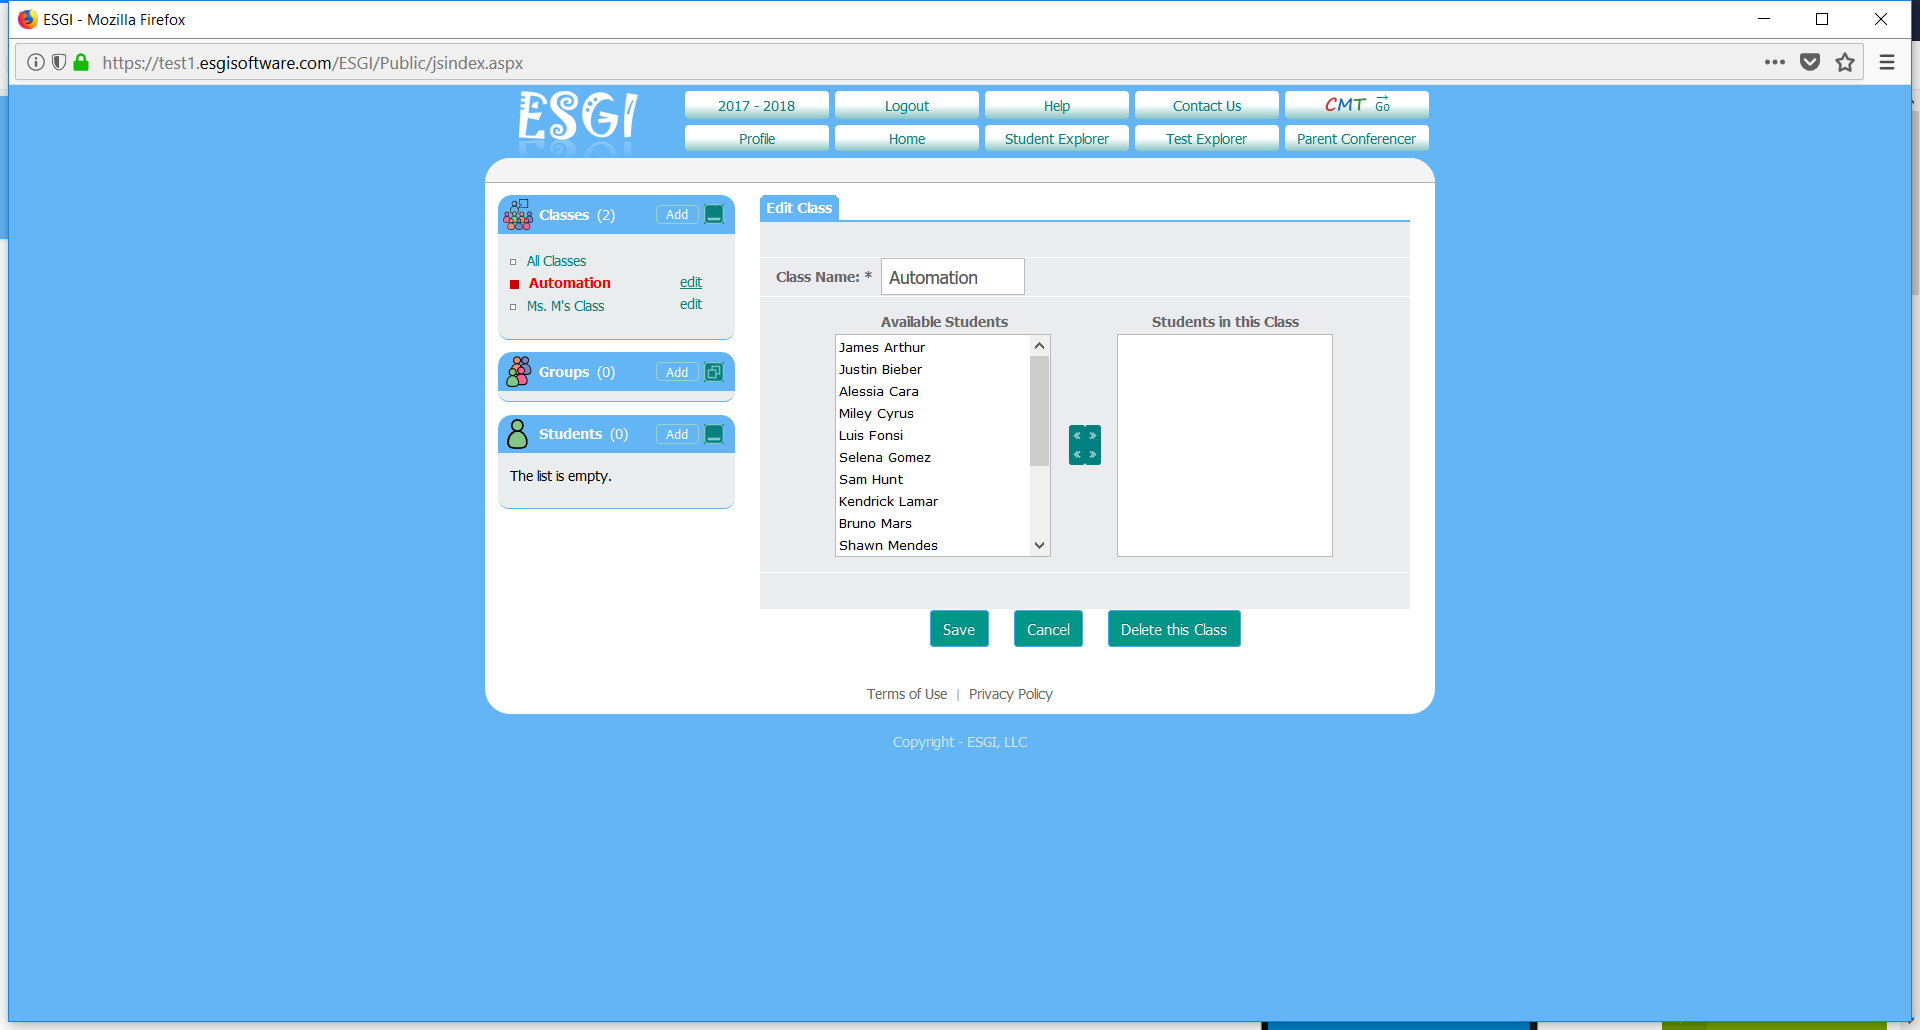 ESGI - Mozilla Firefox
https://test1.esgisoftware.com/ESGI/Public/jsindex.aspx
ESGI
2017 - 2018
Logout
Help
Contact Us
CMT Go
Profile
Home
Student Explorer
Test Explorer
Parent Conferencer
Classes (2)
Add
All Classes
Automation
edit
Ms. M's Class
edit
Groups (0)
Add
Students (0)
Add
The list is empty.
Edit Class
Class Name: *
Automation
Available Students
James Arthur
Justin Bieber
Alessia Cara
Miley Cyrus
Luis Fonsi
Selena Gomez
Sam Hunt
Kendrick Lamar
Bruno Mars
Shawn Mendes
Students in this Class
Save
Cancel
Delete this Class
Terms of Use | Privacy Policy
Copyright - ESGI, LLC